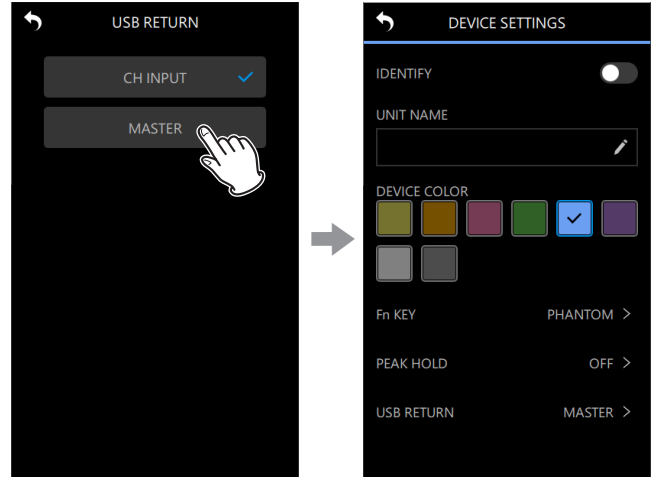 USB RETURN
CH INPUT
MASTER
DEVICE SETTINGS
IDENTIFY
UNIT NAME
DEVICE COLOR
Fn KEY PHANTOM >
PEAK HOLD OFF >
USB RETURN MASTER >